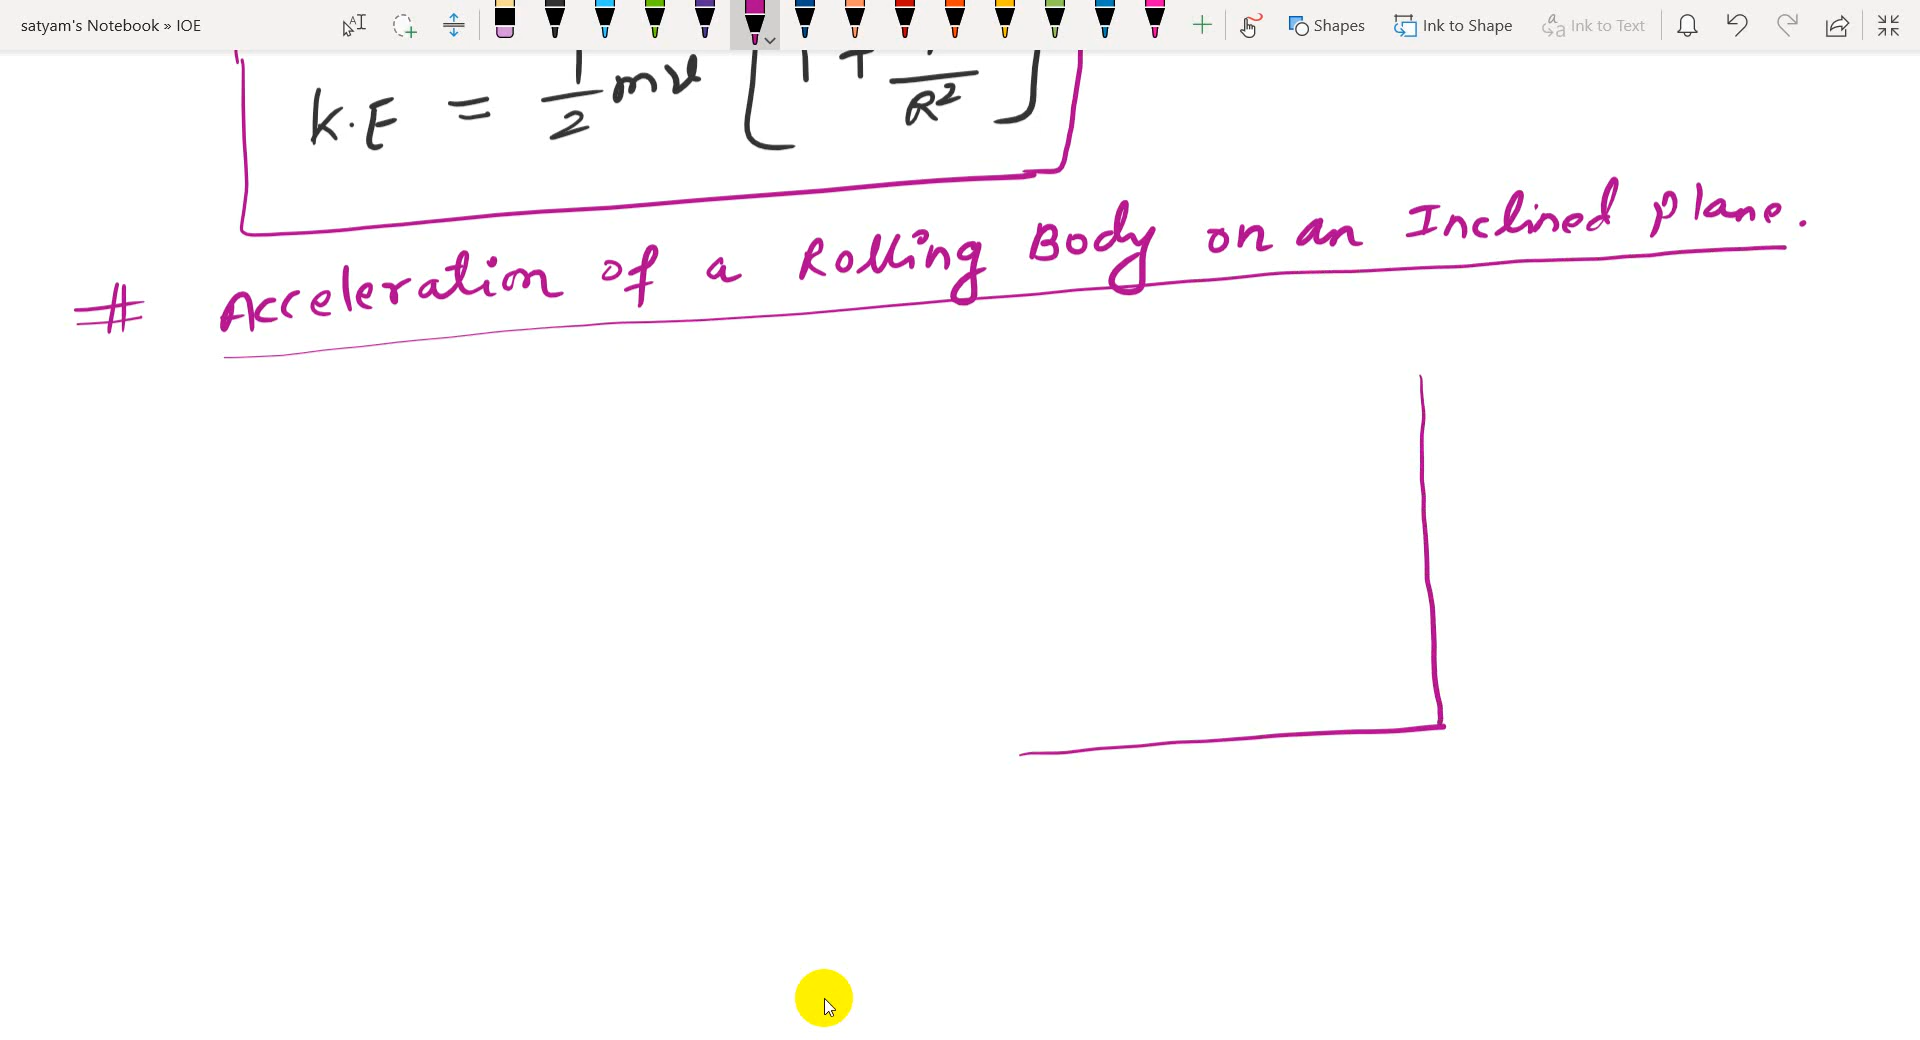 satyam's Notebook » IOE
Shapes
Ink to Shape
Ink to Text
K.E = 1/2 mv [1 + / R²]
# Acceleration of a Rolling Body on an Inclined plane.